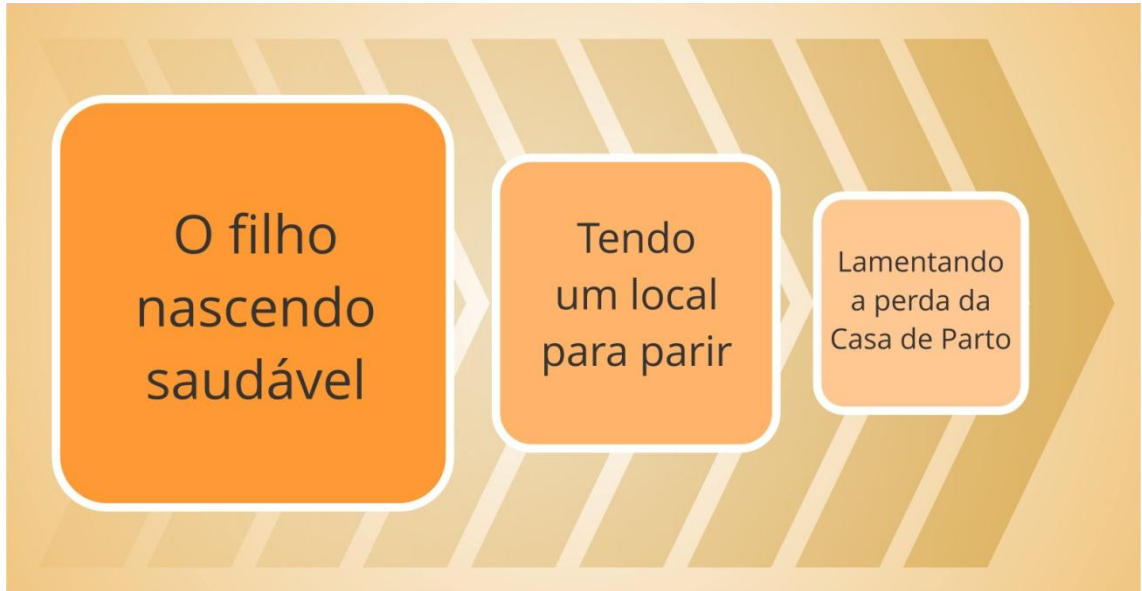 O filho
nascendo
saudável
Tendo
um local
para parir
Lamentando
a perda da
Casa de Parto